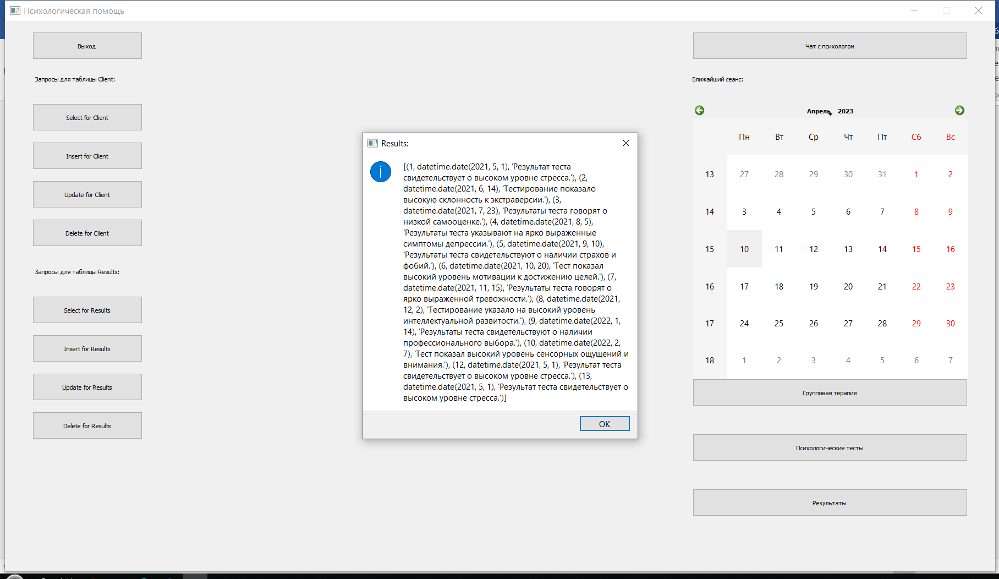 Психологическая помощь
Выход
Запросы для таблицы Client:
Select for Client
Insert for Client
Update for Client
Delete for Client
Запросы для таблицы Results:
Select for Results
Insert for Results
Update for Results
Delete for Results
Results:
[(1, datetime.date(2021, 5, 1), 'Результат теста
свидетельствует о высоком уровне стресса.'), (2,
datetime.date(2021, 6, 14), 'Тестирование показало
высокую склонность к экстраверсии.'), (3,
datetime.date(2021, 7, 23), 'Результаты теста говорят о
низкой самооценке.'), (4, datetime.date(2021, 8, 5),
'Результаты теста указывают на ярко выраженные
симптомы депрессии.'), (5, datetime.date(2021, 9, 10),
'Результаты теста свидетельствуют о наличии страхов и
фобий.'), (6, datetime.date(2021, 10, 20), 'Тест показал
высокий уровень мотивации к достижению целей.'), (7,
datetime.date(2021, 11, 15), 'Результаты теста говорят о
ярко выраженной тревожности.'), (8, datetime.date(2021,
12, 2), 'Тестирование указало на высокий уровень
интеллектуальной развитости.'), (9, datetime.date(2022, 1,
14), 'Результаты теста свидетельствуют о наличии
профессионального выбора.'), (10, datetime.date(2022, 2,
7), 'Тест показал высокий уровень сенсорных ощущений и
внимания.'), (12, datetime.date(2021, 5, 1), 'Результат теста
свидетельствует о высоком уровне стресса.'), (13,
datetime.date(2021, 5, 1), 'Результат теста свидетельствует о
высоком уровне стресса.')]
OK
Чат с психологом
Ближайший сеанс:
Апрель 2023
Пн Вт Ср Чт Пт Сб Вс
13 27 28 29 30 31 1 2
14 3 4 5 6 7 8 9
15 10 11 12 13 14 15 16
16 17 18 19 20 21 22 23
17 24 25 26 27 28 29 30
18 1 2 3 4 5 6 7
Групповая терапия
Психологические тесты
Результаты